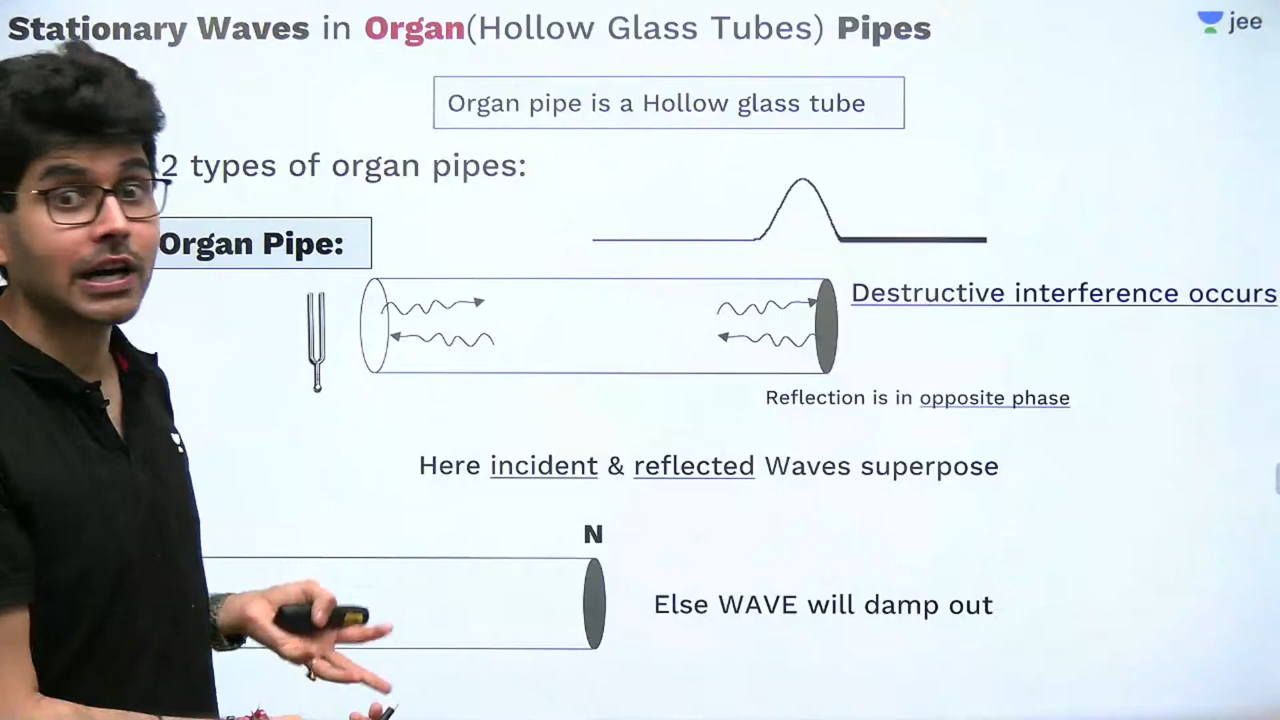 Stationary Waves in Organ(Hollow Glass Tubes) Pipes
jee
Organ pipe is a Hollow glass tube
2 types of organ pipes:
Organ Pipe:
Destructive interference occurs
Reflection is in opposite phase
Here incident & reflected Waves superpose
N
Else WAVE will damp out